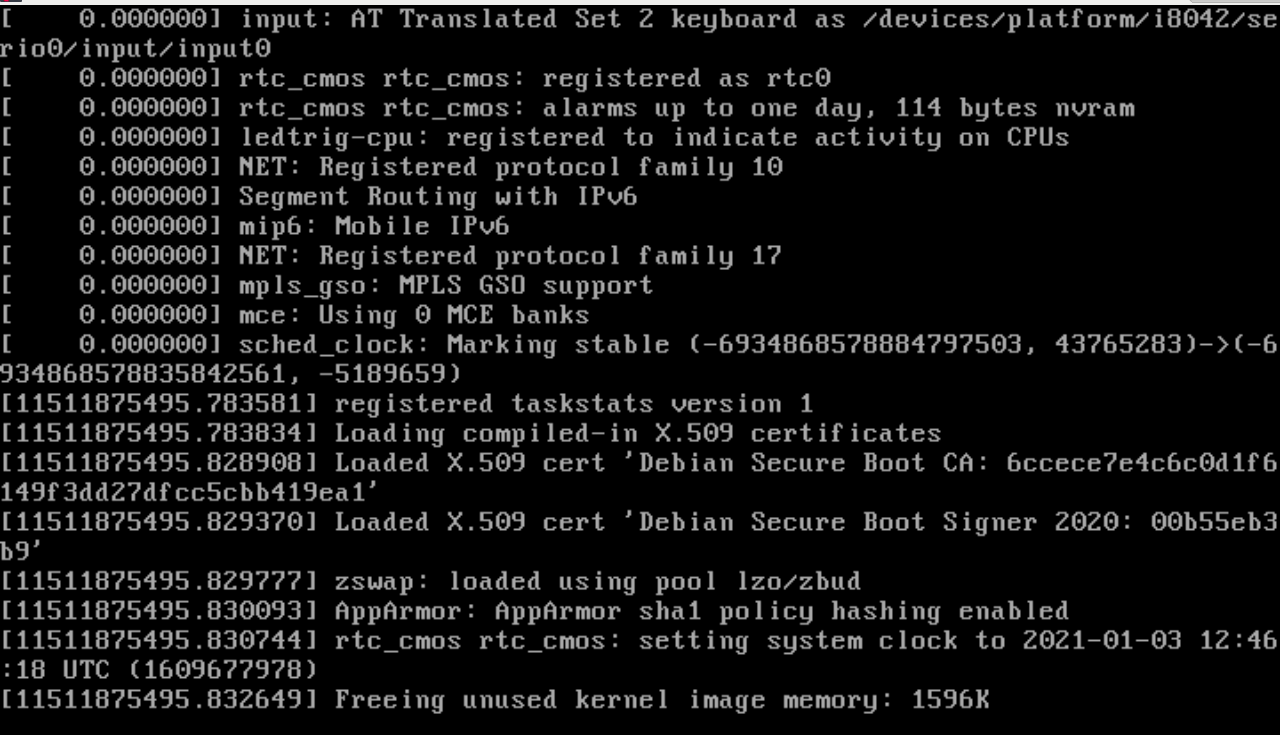 [    0.000000] input: AT Translated Set 2 keyboard as /devices/platform/i8042/se
rio0/input/input0
[    0.000000] rtc_cmos rtc_cmos: registered as rtc0
[    0.000000] rtc_cmos rtc_cmos: alarms up to one day, 114 bytes nvram
[    0.000000] ledtrig-cpu: registered to indicate activity on CPUs
[    0.000000] NET: Registered protocol family 10
[    0.000000] Segment Routing with IPv6
[    0.000000] mip6: Mobile IPv6
[    0.000000] NET: Registered protocol family 17
[    0.000000] mpls_gso: MPLS GSO support
[    0.000000] mce: Using 0 MCE banks
[    0.000000] sched_clock: Marking stable (-6934868578884797503, 43765283)->(-6
934868578835842561, -5189659)
[11511875495.783581] registered taskstats version 1
[11511875495.783834] Loading compiled-in X.509 certificates
[11511875495.828908] Loaded X.509 cert 'Debian Secure Boot CA: 6ccece7e4c6c0d1f6
149f3dd27dfcc5cbb419ea1'
[11511875495.829370] Loaded X.509 cert 'Debian Secure Boot Signer 2020: 00b55eb3
b9'
[11511875495.829777] zswap: loaded using pool lzo/zbud
[11511875495.830093] AppArmor: AppArmor sha1 policy hashing enabled
[11511875495.830744] rtc_cmos rtc_cmos: setting system clock to 2021-01-03 12:46
:18 UTC (1609677978)
[11511875495.832649] Freeing unused kernel image memory: 1596K